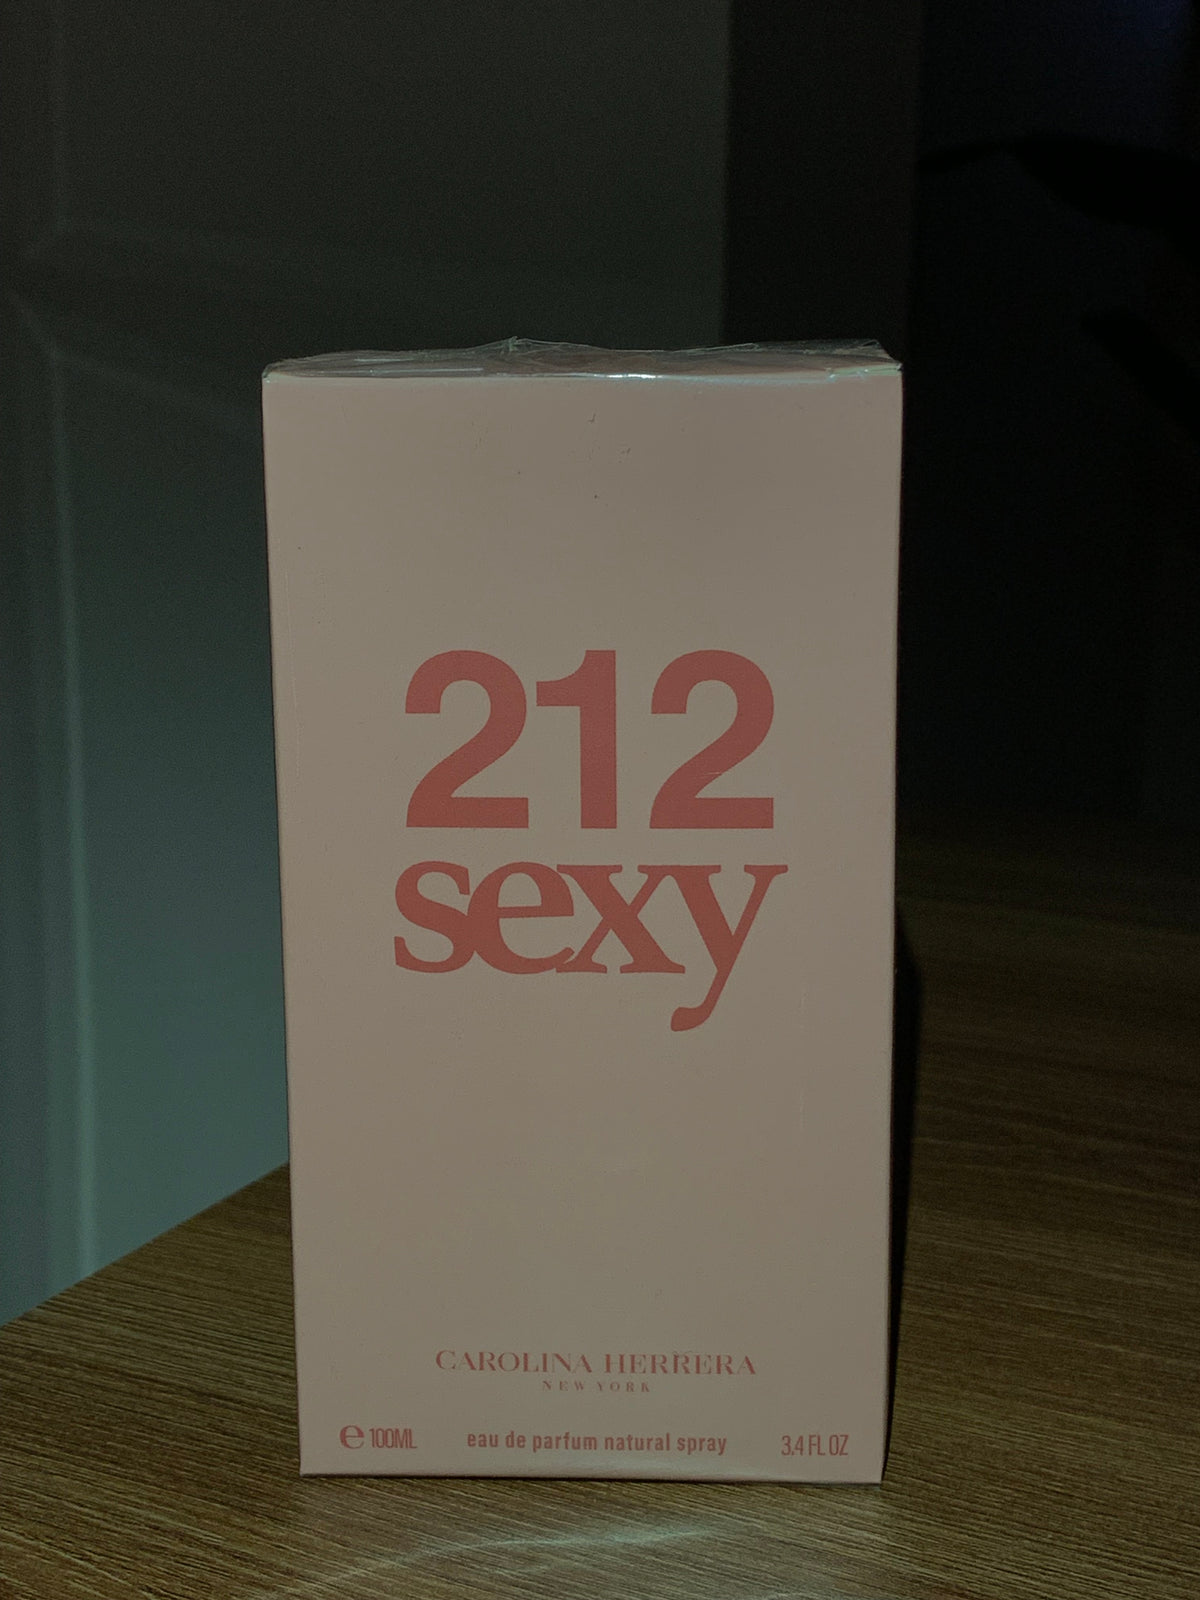 212
sexy
CAROLINA HERRERA
NEW YORK
℮ 100ML eau de parfum natural spray 3.4 FL OZ